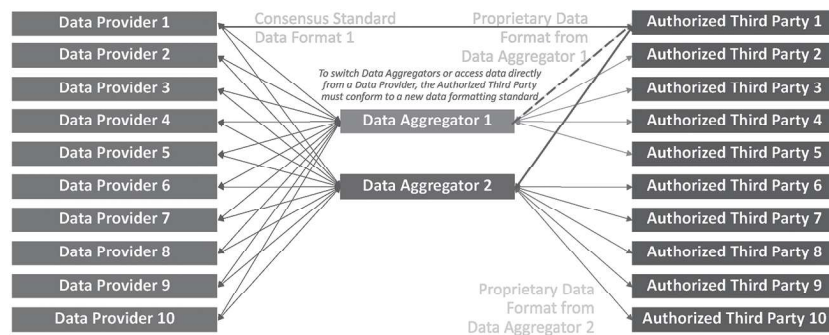 Data Provider 1
Data Provider 2
Data Provider 3
Data Provider 4
Data Provider 5
Data Provider 6
Data Provider 7
Data Provider 8
Data Provider 9
Data Provider 10
Consensus Standard
Data Format 1
Proprietary Data
Format from
Data Aggregator 1
To switch Data Aggregators or access data directly
from a Data Provider, the Authorized Third Party
must conform to a new data formatting standard
Data Aggregator 1
Data Aggregator 2
Proprietary Data
Format from
Data Aggregator 2
Authorized Third Party 1
Authorized Third Party 2
Authorized Third Party 3
Authorized Third Party 4
Authorized Third Party 5
Authorized Third Party 6
Authorized Third Party 7
Authorized Third Party 8
Authorized Third Party 9
Authorized Third Party 10